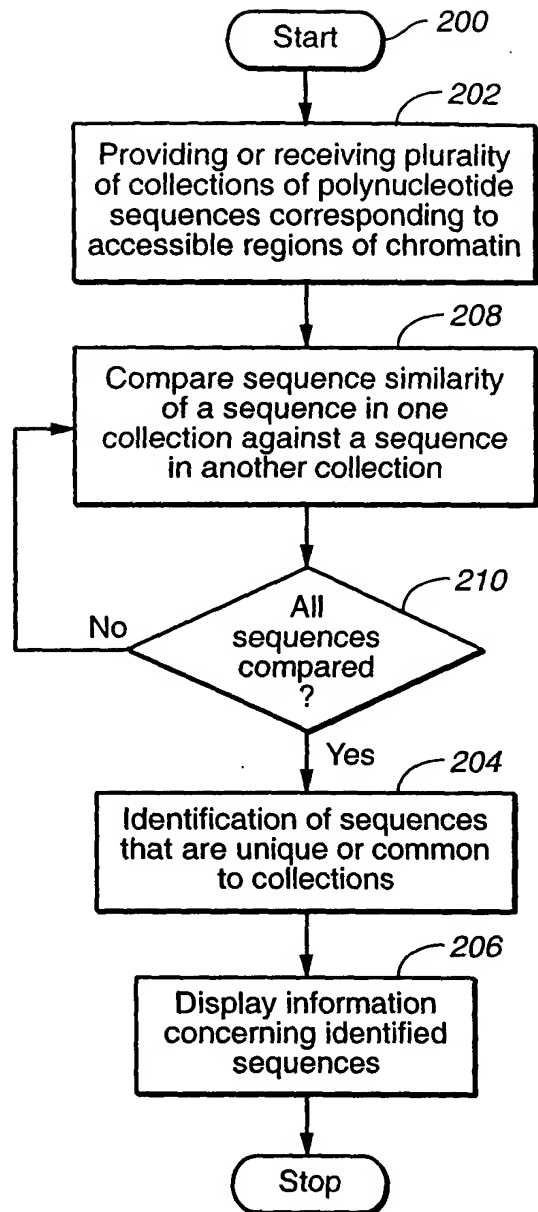 Start
200
202
Providing or receiving plurality
of collections of polynucleotide
sequences corresponding to
accessible regions of chromatin
208
Compare sequence similarity
of a sequence in one
collection against a sequence
in another collection
210
All
sequences
compared
?
No
Yes
204
Identification of sequences
that are unique or common
to collections
206
Display information
concerning identified
sequences
Stop